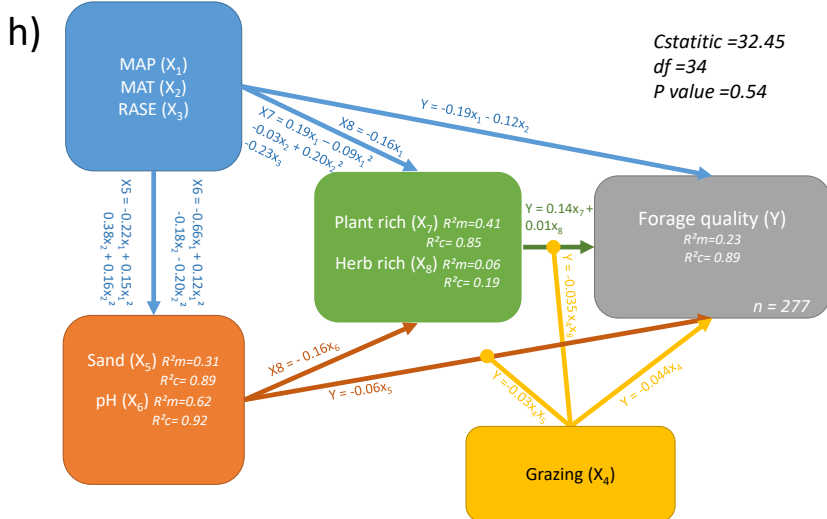 h)
MAP (X₁)
MAT (X₂)
RASE (X₃)
Cstatitic =32.45
df =34
P value =0.54
Y = -0.19x₁ - 0.12x₂
X8 = -0.16x₁
X7 = 0.19x₁ – 0.09x₁²
-0.03x₂ + 0.20x₂²
-0.23x₃
X6 = -0.66x₁ + 0.12x₁²
-0.18x₂ - 0.20x₂²
X5 = -0.22x₁ + 0.15x₁²
0.38x₂ + 0.16x₂²
Plant rich (X₇) R²m=0.41
R²c= 0.85
Herb rich (X₈) R²m=0.06
R²c= 0.19
Y = 0.14x₇ +
0.01x₈
Forage quality (Y)
R²m=0.23
R²c= 0.89
n = 277
Y = -0.035x₄x₈
Sand (X₅) R²m=0.31
R²c= 0.89
pH (X₆) R²m=0.62
R²c= 0.92
X8 = - 0.16x₆
Y = -0.06x₅
Y = -0.03x₄x₅
Y = -0.044x₄
Grazing (X₄)